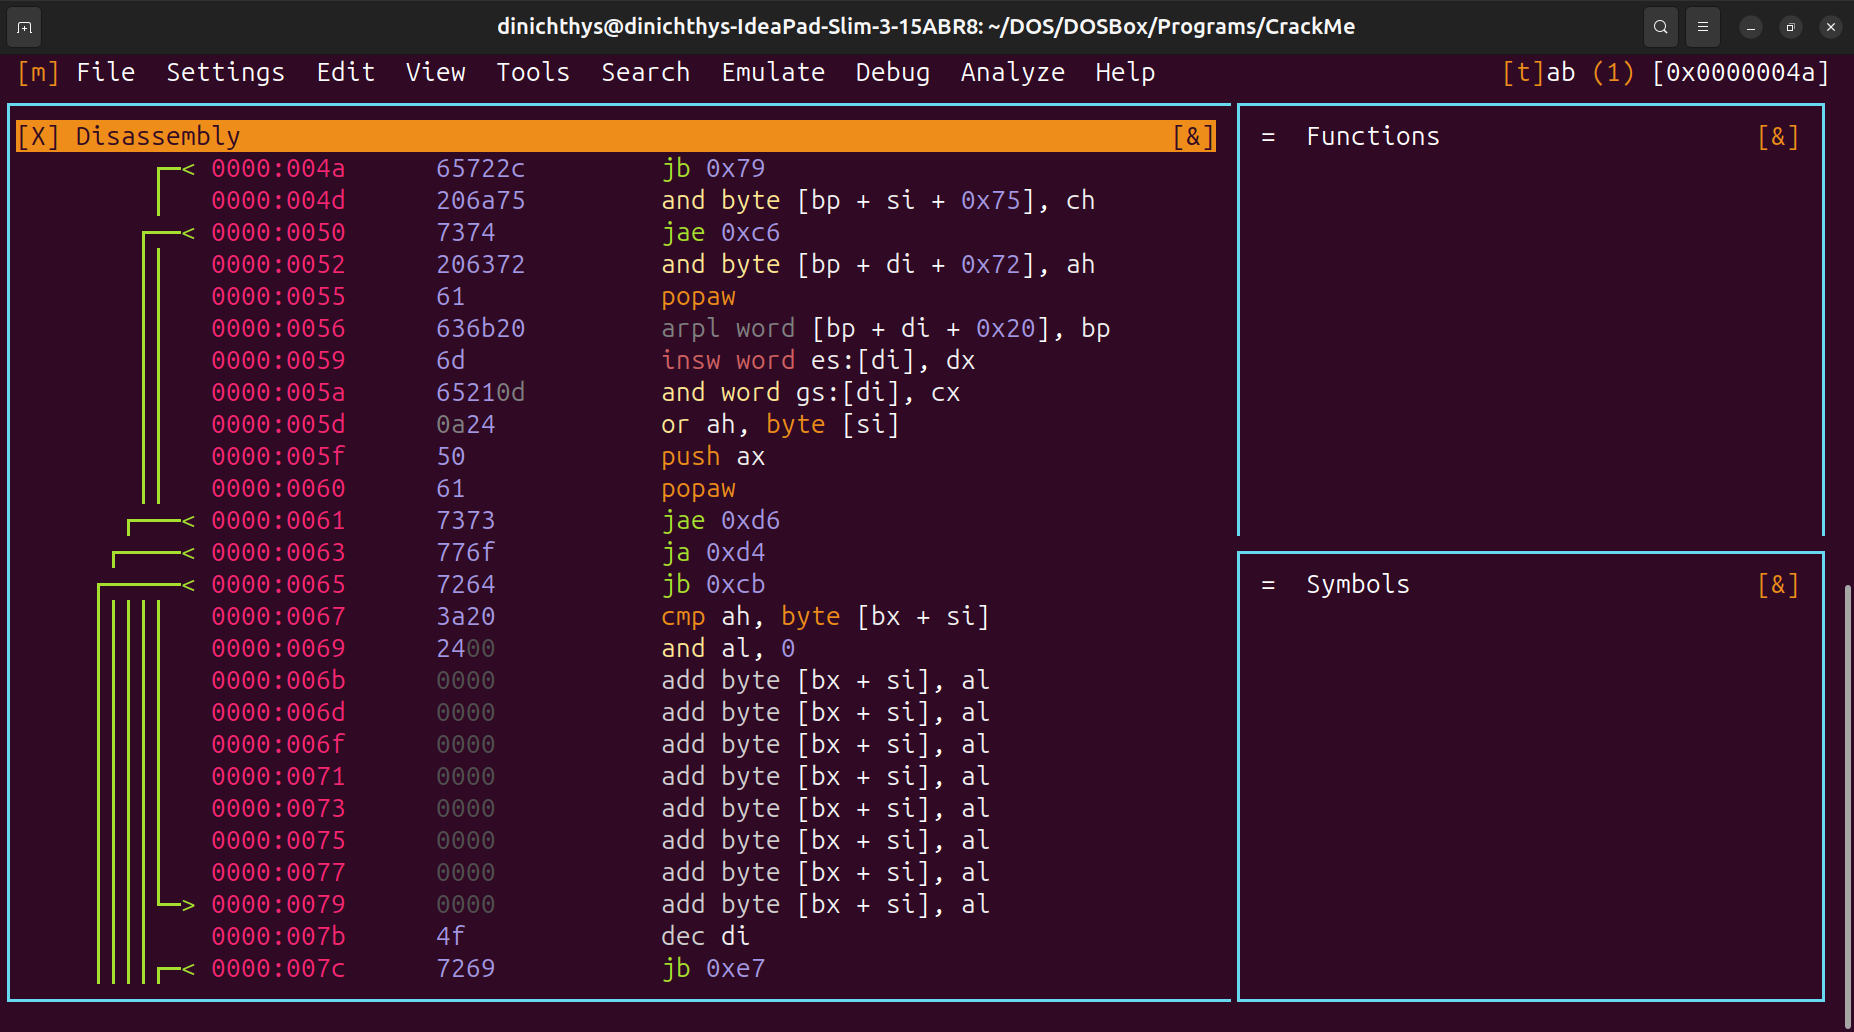 dinichthys@dinichthys-IdeaPad-Slim-3-15ABR8: ~/DOS/DOSBox/Programs/CrackMe
[m] File Settings Edit View Tools Search Emulate Debug Analyze Help [t]ab (1) [0x0000004a]
[X] Disassembly [&]
0000:004a 65722c jb 0x79
0000:004d 206a75 and byte [bp + si + 0x75], ch
0000:0050 7374 jae 0xc6
0000:0052 206372 and byte [bp + di + 0x72], ah
0000:0055 61 popaw
0000:0056 636b20 arpl word [bp + di + 0x20], bp
0000:0059 6d insw word es:[di], dx
0000:005a 65210d and word gs:[di], cx
0000:005d 0a24 or ah, byte [si]
0000:005f 50 push ax
0000:0060 61 popaw
0000:0061 7373 jae 0xd6
0000:0063 776f ja 0xd4
0000:0065 7264 jb 0xcb
0000:0067 3a20 cmp ah, byte [bx + si]
0000:0069 2400 and al, 0
0000:006b 0000 add byte [bx + si], al
0000:006d 0000 add byte [bx + si], al
0000:006f 0000 add byte [bx + si], al
0000:0071 0000 add byte [bx + si], al
0000:0073 0000 add byte [bx + si], al
0000:0075 0000 add byte [bx + si], al
0000:0077 0000 add byte [bx + si], al
0000:0079 0000 add byte [bx + si], al
0000:007b 4f dec di
0000:007c 7269 jb 0xe7
= Functions [&]
= Symbols [&]